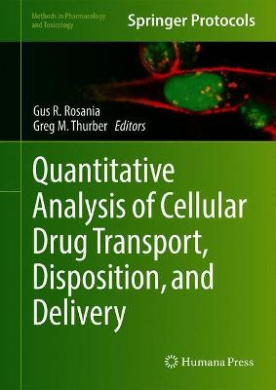 Methods in Pharmacology
and Toxicology
Springer Protocols
Gus R. Rosania
Greg M. Thurber Editors
Quantitative
Analysis of Cellular
Drug Transport,
Disposition, and
Delivery
Humana Press